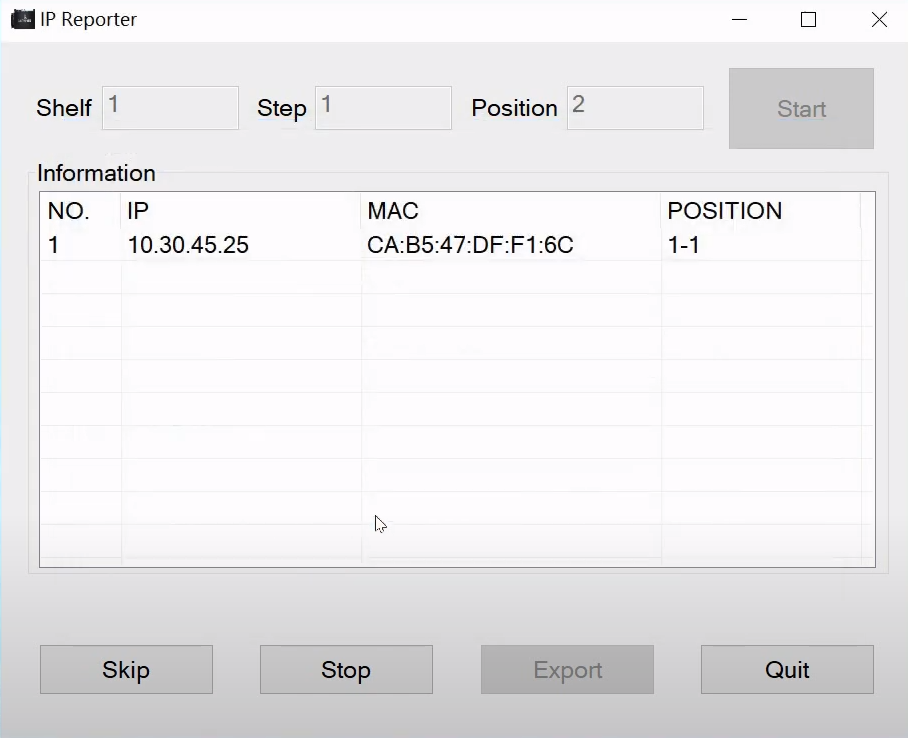 IP Reporter
Shelf 1 Step 1 Position 2 Start
Information
NO. IP MAC POSITION
1 10.30.45.25 CA:B5:47:DF:F1:6C 1-1
Skip Stop Export Quit